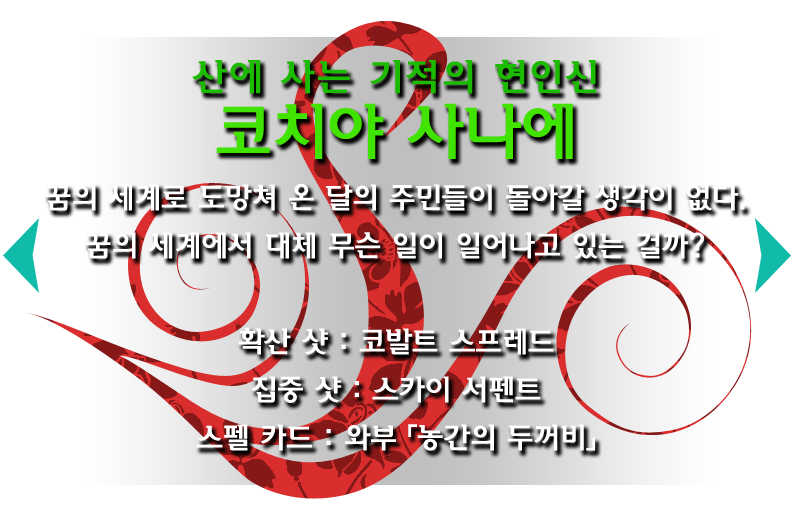 산에 사는 기적의 현인신
코치야 사나에
꿈의 세계로 도망쳐 온 달의 주민들이 돌아갈 생각이 없다.
꿈의 세계에서 대체 무슨 일이 일어나고 있는 걸까?
확산 샷 : 코발트 스프레드
집중 샷 : 스카이 서펜트
스펠 카드 : 와부 「농간의 두꺼비」